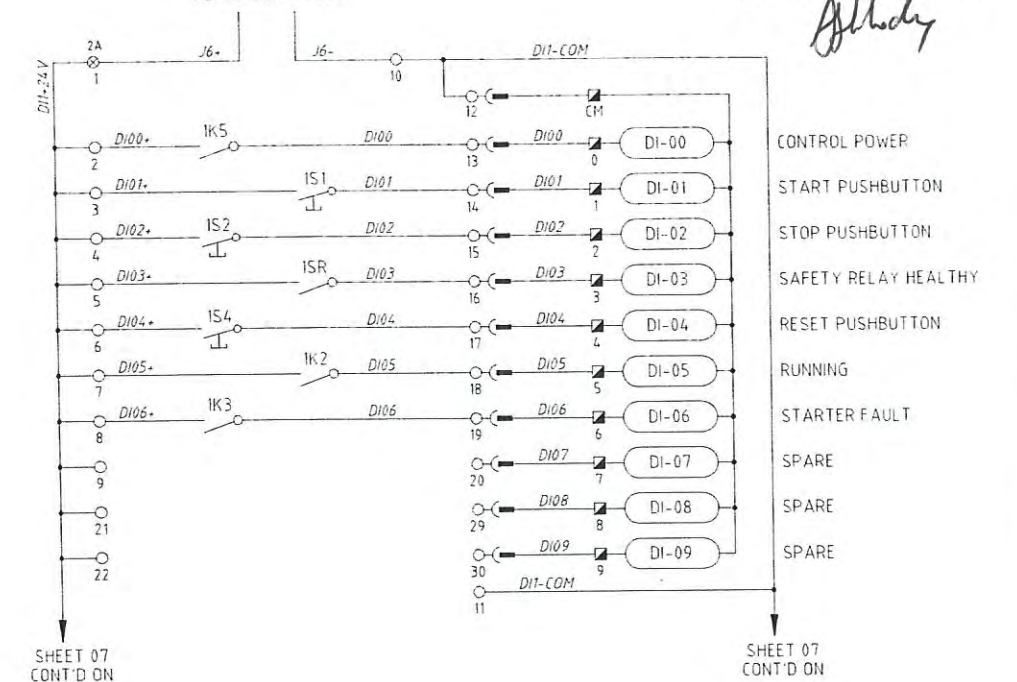 2A
J6+
J6-
DI1-COM
1
10
DI1+24V
12
CM
DI00+
1K5
DI00
DI00
DI-00
CONTROL POWER
2
13
0
DI01+
1S1
DI01
DI01
DI-01
START PUSHBUTTON
3
14
1
DI02+
1S2
DI02
DI02
DI-02
STOP PUSHBUTTON
4
15
2
DI03+
1SR
DI03
DI03
DI-03
SAFETY RELAY HEALTHY
5
16
3
DI04+
1S4
DI04
DI04
DI-04
RESET PUSHBUTTON
6
17
4
DI05+
1K2
DI05
DI05
DI-05
RUNNING
7
18
5
DI06+
1K3
DI06
DI06
DI-06
STARTER FAULT
8
19
6
DI07
DI-07
SPARE
9
20
7
DI08
DI-08
SPARE
21
29
8
DI09
DI-09
SPARE
22
30
9
DI1-COM
11
SHEET 07
CONT'D ON
SHEET 07
CONT'D ON